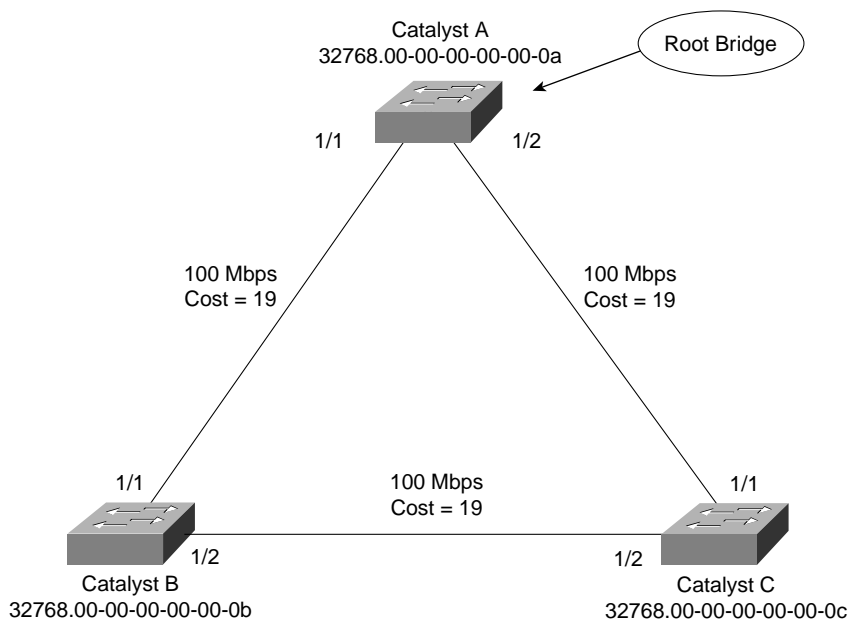 Catalyst A
32768.00-00-00-00-00-0a
Root Bridge
1/1
1/2
100 Mbps
Cost = 19
100 Mbps
Cost = 19
1/1
100 Mbps
Cost = 19
1/1
1/2
1/2
Catalyst B
32768.00-00-00-00-00-0b
Catalyst C
32768.00-00-00-00-00-0c